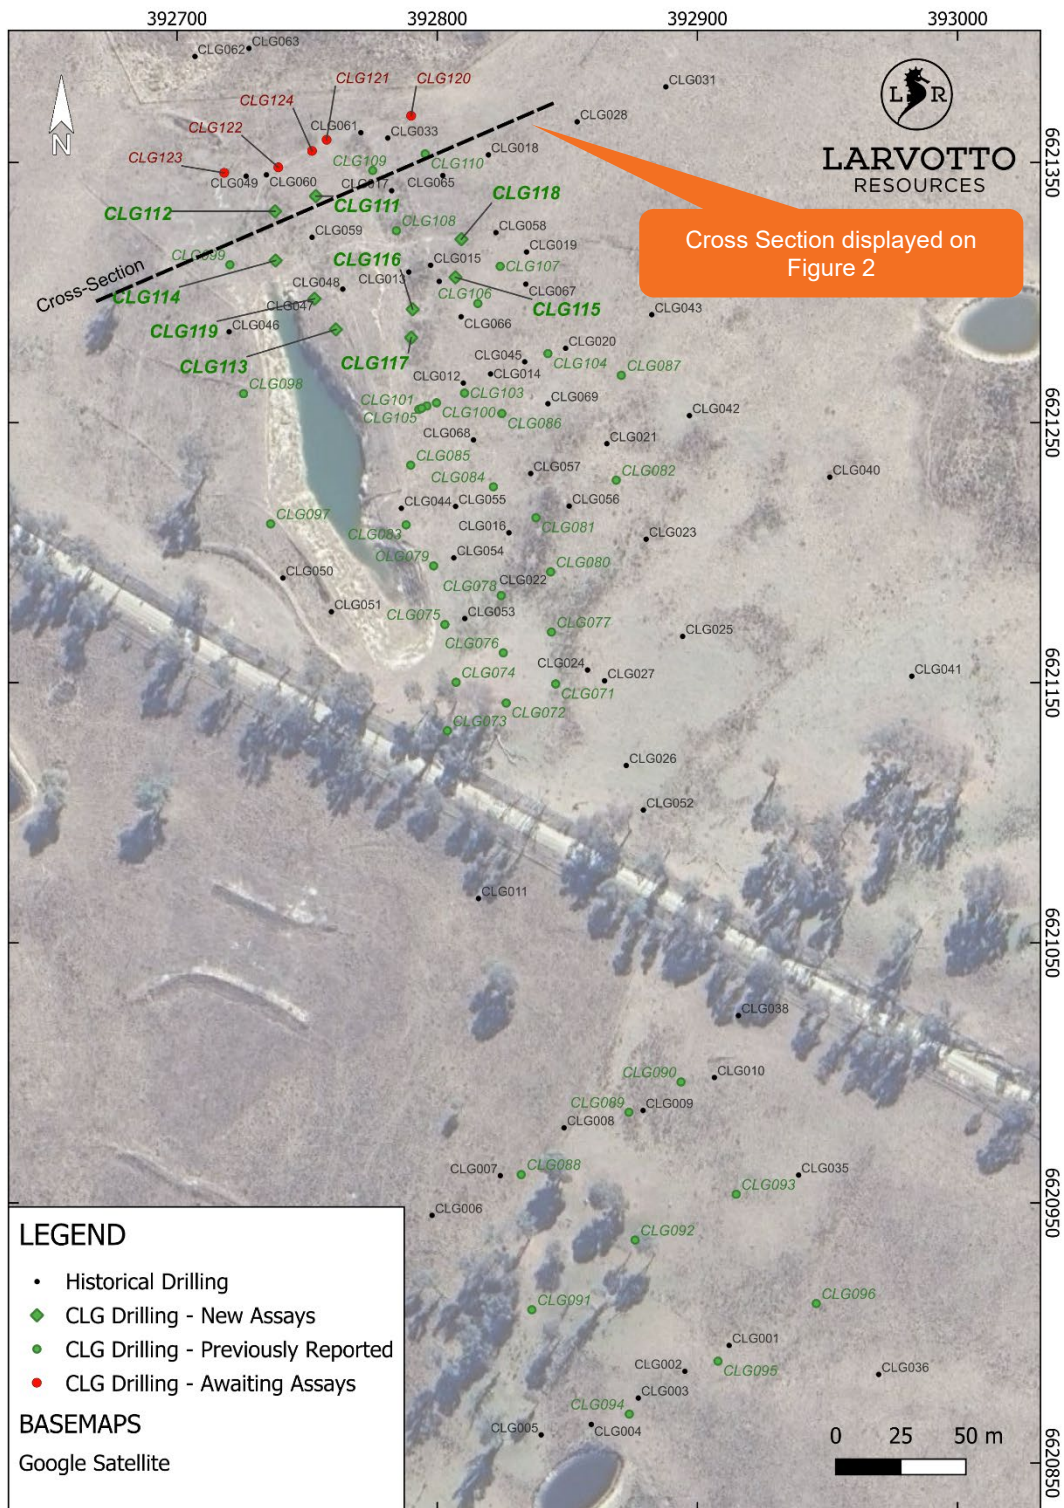 392700
392800
392900
393000
CLG063
CLG062
CLG031
CLG121
CLG120
CLG124
CLG028
CLG122
CLG061
CLG033
CLG123
CLG109
CLG110
CLG018
CLG049
CLG060
CLG017
CLG065
N
L R
LARVOTTO
RESOURCES
6621350
CLG112
CLG111
CLG118
CLG108
CLG058
CLG059
CLG019
Cross Section displayed on
Figure 2
CLG099
CLG116
CLG015
CLG107
Cross-Section
CLG013
CLG048
CLG067
CLG114
CLG106
CLG047
CLG115
CLG043
CLG119
CLG066
CLG046
CLG113
CLG117
CLG020
CLG045
CLG104
CLG087
CLG014
CLG012
CLG098
CLG103
CLG101
CLG069
CLG105
CLG100
CLG042
CLG086
6621250
CLG068
CLG021
CLG085
CLG057
CLG082
CLG040
CLG084
CLG044
CLG055
CLG056
CLG097
CLG083
CLG016
CLG081
CLG023
CLG079
CLG054
CLG050
CLG022
CLG080
CLG078
CLG051
CLG075
CLG053
CLG077
CLG025
CLG076
CLG024
CLG074
CLG027
CLG041
CLG071
6621150
CLG072
CLG073
CLG026
CLG052
CLG011
6621050
CLG038
CLG090
CLG010
CLG089
CLG009
CLG008
CLG007
CLG088
CLG035
CLG093
6620950
CLG006
CLG092
CLG091
CLG096
CLG001
CLG002
CLG095
CLG036
CLG003
CLG094
CLG005
CLG004
6620850
LEGEND
Historical Drilling
CLG Drilling - New Assays
CLG Drilling - Previously Reported
CLG Drilling - Awaiting Assays
BASEMAPS
Google Satellite
0 25 50 m